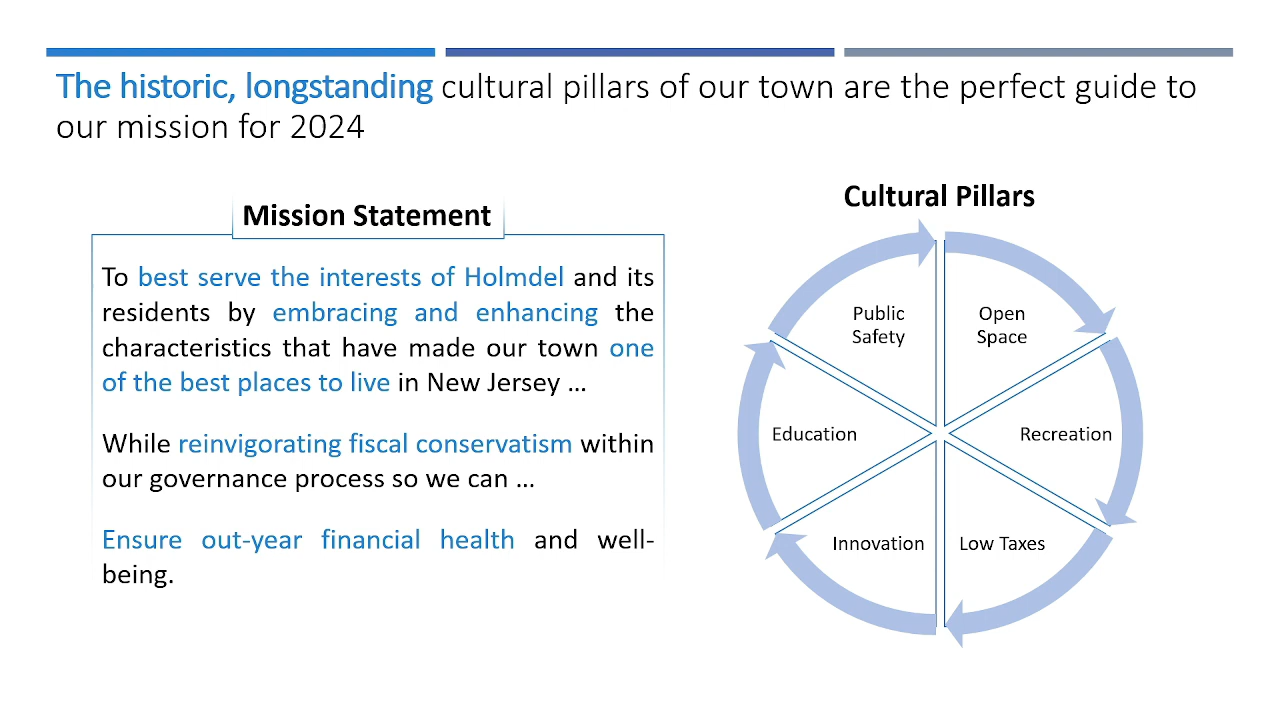 The historic, longstanding cultural pillars of our town are the perfect guide to
our mission for 2024
Mission Statement
To best serve the interests of Holmdel and its
residents by embracing and enhancing the
characteristics that have made our town one
of the best places to live in New Jersey ...
While reinvigorating fiscal conservatism within
our governance process so we can ...
Ensure out-year financial health and well-
being.
Cultural Pillars
Public
Safety
Open
Space
Education
Recreation
Innovation
Low Taxes